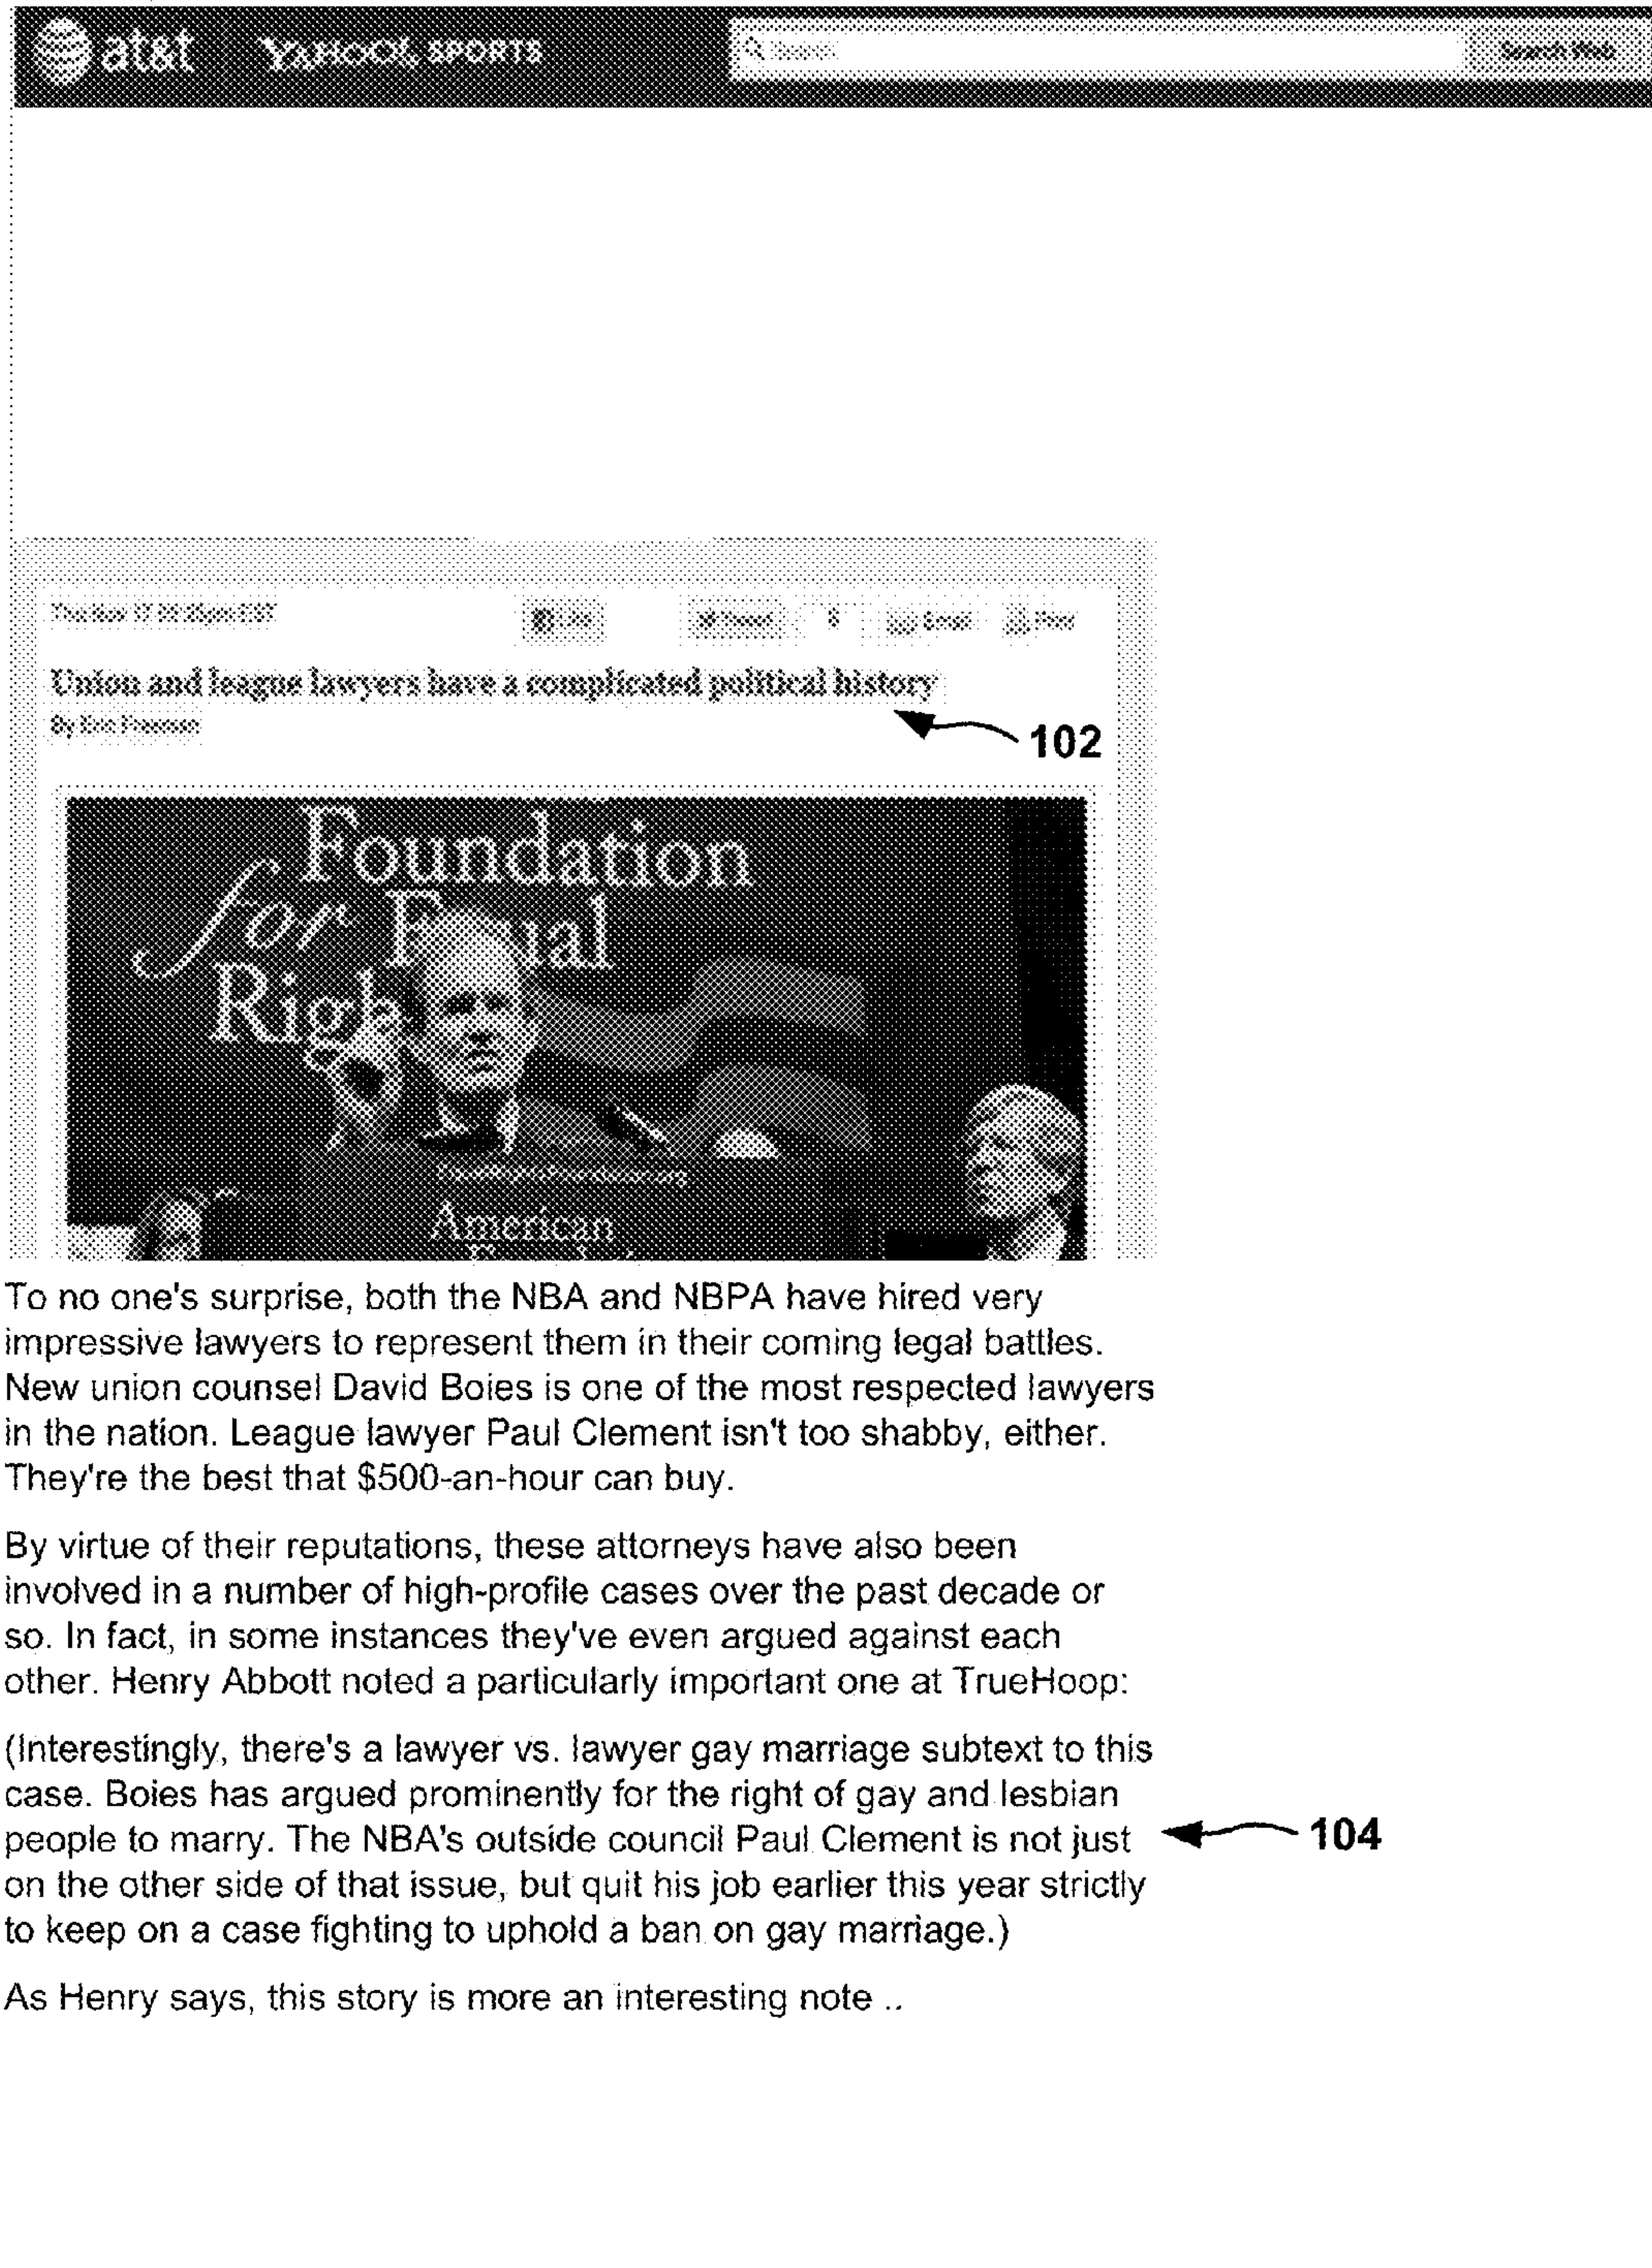 at&t YAHOO! SPORTS Search Search Web
Like Tweet Email Print
Union and league lawyers have a complicated political history
102
Foundation
for Equal
Righ
American
To no one's surprise, both the NBA and NBPA have hired very
impressive lawyers to represent them in their coming legal battles.
New union counsel David Boies is one of the most respected lawyers
in the nation. League lawyer Paul Clement isn't too shabby, either.
They're the best that $500-an-hour can buy.
By virtue of their reputations, these attorneys have also been
involved in a number of high-profile cases over the past decade or
so. In fact, in some instances they've even argued against each
other. Henry Abbott noted a particularly important one at TrueHoop:
(Interestingly, there's a lawyer vs. lawyer gay marriage subtext to this
case. Boies has argued prominently for the right of gay and lesbian
people to marry. The NBA's outside council Paul Clement is not just
104
on the other side of that issue, but quit his job earlier this year strictly
to keep on a case fighting to uphold a ban on gay marriage.)
As Henry says, this story is more an interesting note ..